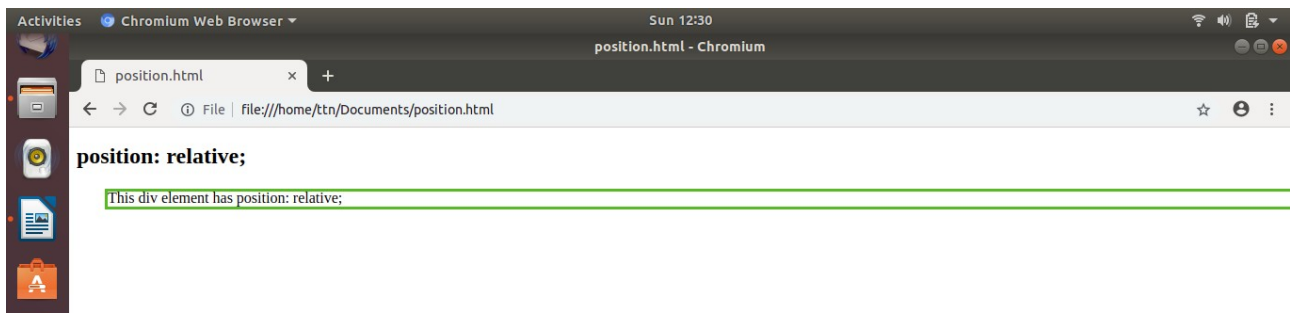 Activities Chromium Web Browser Sun 12:30
position.html - Chromium
position.html
File file:///home/ttn/Documents/position.html
position: relative;
This div element has position: relative;